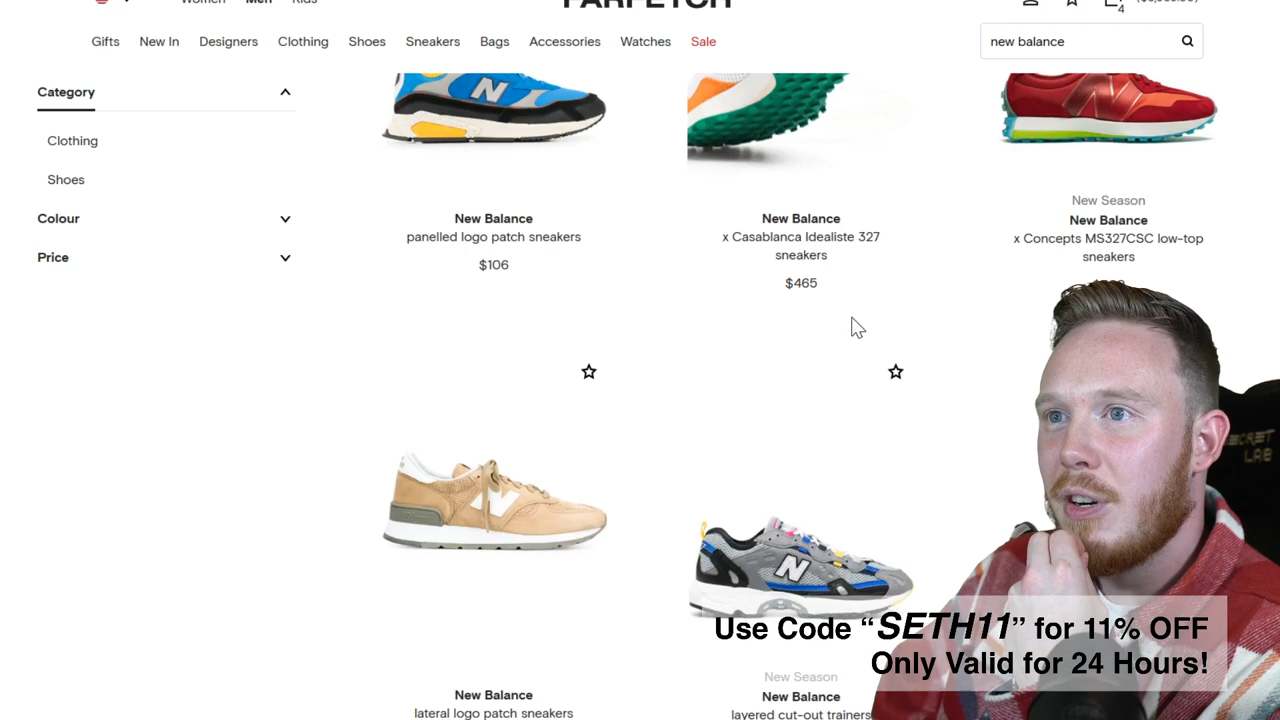 Women Men Kids
FARFETCH
4
Gifts New In Designers Clothing Shoes Sneakers Bags Accessories Watches Sale
new balance
Category
Clothing
Shoes
Colour
Price
New Balance
panelled logo patch sneakers
$106
New Balance
x Casablanca Idealiste 327
sneakers
$465
New Season
New Balance
x Concepts MS327CSC low-top
sneakers
N
N
N
N
New Balance
lateral logo patch sneakers
New Season
New Balance
layered cut-out trainers
SECRET
LAB
Use Code “SETH11” for 11% OFF
Only Valid for 24 Hours!